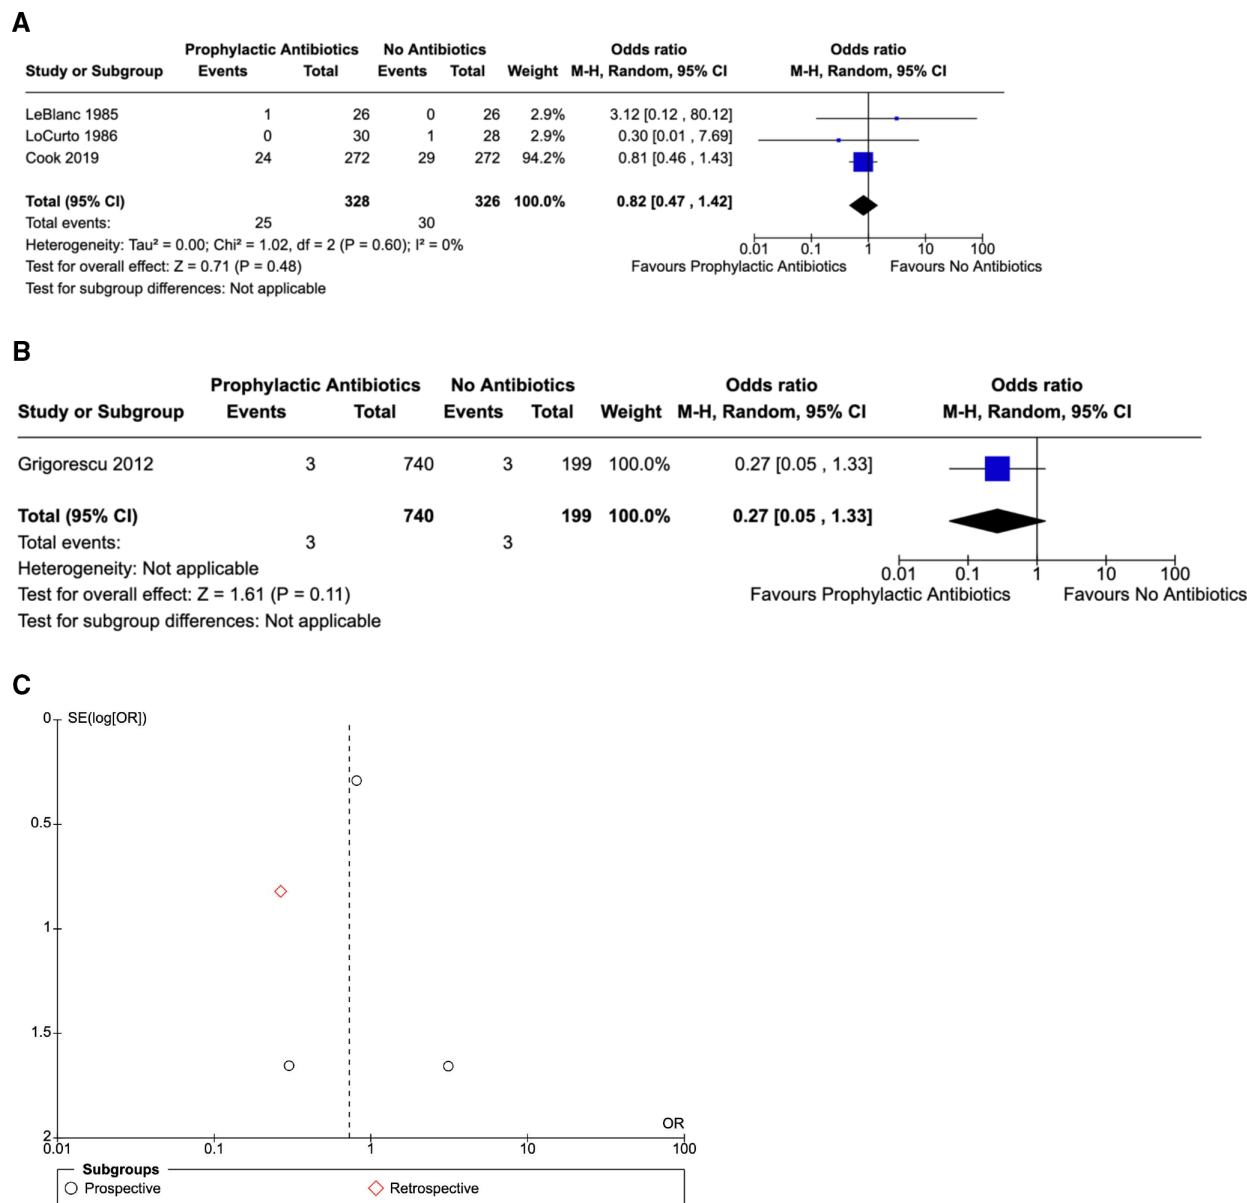 A
Prophylactic Antibiotics No Antibiotics Odds ratio Odds ratio
Study or Subgroup Events Total Events Total Weight M-H, Random, 95% CI M-H, Random, 95% CI
LeBlanc 1985 1 26 0 26 2.9% 3.12 [0.12 , 80.12]
LoCurto 1986 0 30 1 28 2.9% 0.30 [0.01 , 7.69]
Cook 2019 24 272 29 272 94.2% 0.81 [0.46 , 1.43]
Total (95% CI) 328 326 100.0% 0.82 [0.47 , 1.42]
Total events: 25 30
Heterogeneity: Tau² = 0.00; Chi² = 1.02, df = 2 (P = 0.60); I² = 0%
0.01 0.1 1 10 100
Test for overall effect: Z = 0.71 (P = 0.48)
Favours Prophylactic Antibiotics Favours No Antibiotics
Test for subgroup differences: Not applicable
B
Prophylactic Antibiotics No Antibiotics Odds ratio Odds ratio
Study or Subgroup Events Total Events Total Weight M-H, Random, 95% CI M-H, Random, 95% CI
Grigorescu 2012 3 740 3 199 100.0% 0.27 [0.05 , 1.33]
Total (95% CI) 740 199 100.0% 0.27 [0.05 , 1.33]
Total events: 3 3
Heterogeneity: Not applicable
0.01 0.1 1 10 100
Test for overall effect: Z = 1.61 (P = 0.11)
Favours Prophylactic Antibiotics Favours No Antibiotics
Test for subgroup differences: Not applicable
C
0 SE(log[OR])
0.5
1
1.5
2
OR
0.01 0.1 1 10 100
Subgroups
Prospective Retrospective